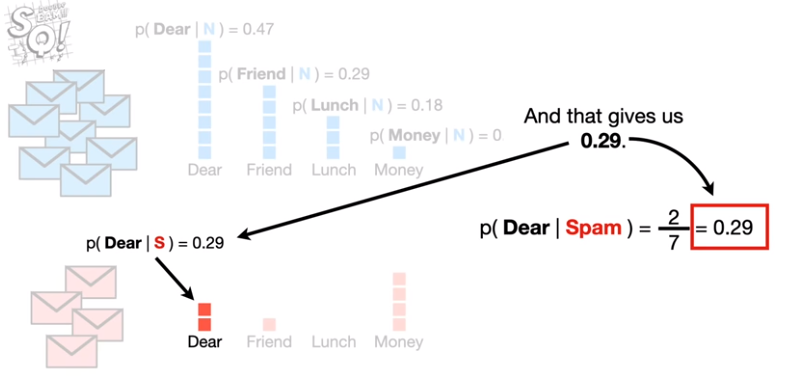 SQ!
p( Dear | N ) = 0.47
p( Friend | N ) = 0.29
p( Lunch | N ) = 0.18
p( Money | N ) = 0
Dear Friend Lunch Money
And that gives us
0.29.
p( Dear | Spam ) = 2/7 = 0.29
p( Dear | S ) = 0.29
Dear Friend Lunch Money